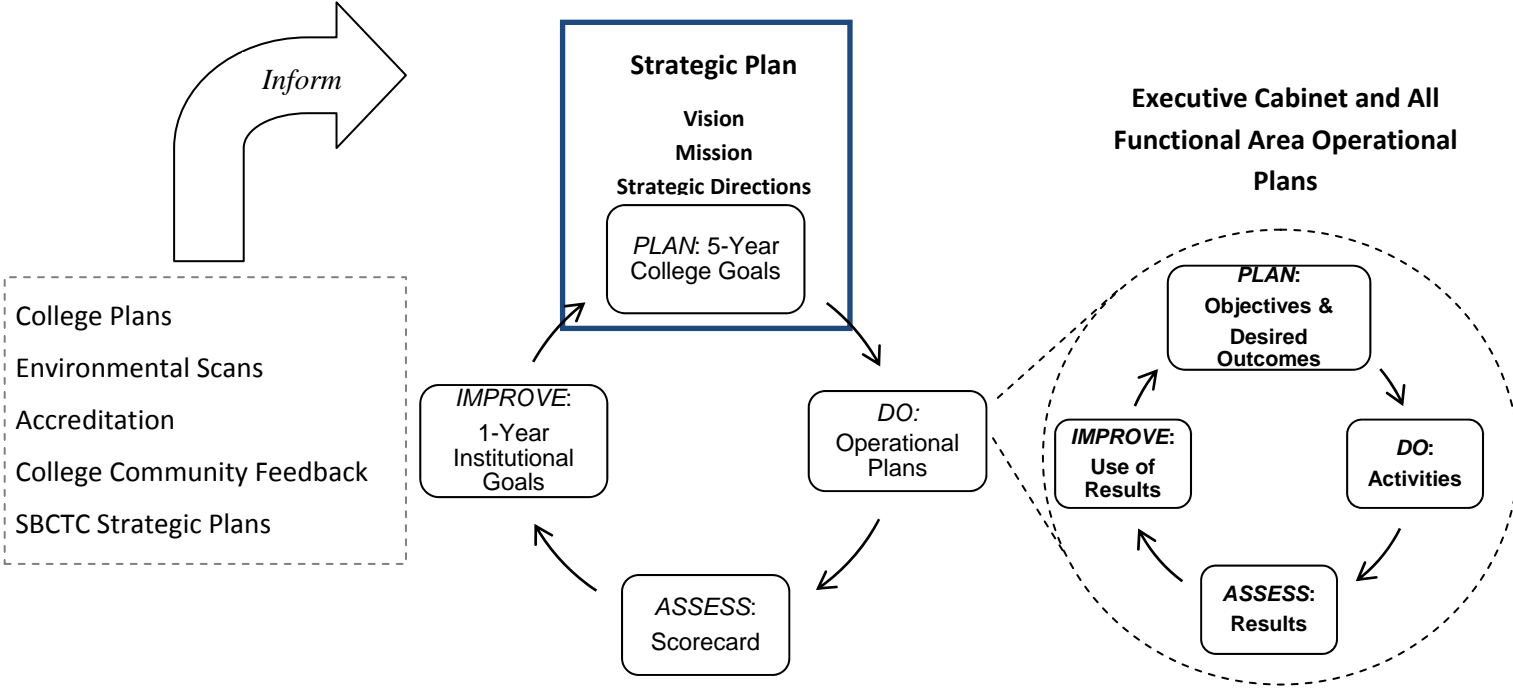 Inform
College Plans
Environmental Scans
Accreditation
College Community Feedback
SBCTC Strategic Plans
Strategic Plan
Vision
Mission
Strategic Directions
PLAN: 5-Year
College Goals
DO:
Operational
Plans
ASSESS:
Scorecard
IMPROVE:
1-Year
Institutional
Goals
Executive Cabinet and All
Functional Area Operational
Plans
PLAN:
Objectives &
Desired
Outcomes
DO:
Activities
ASSESS:
Results
IMPROVE:
Use of
Results